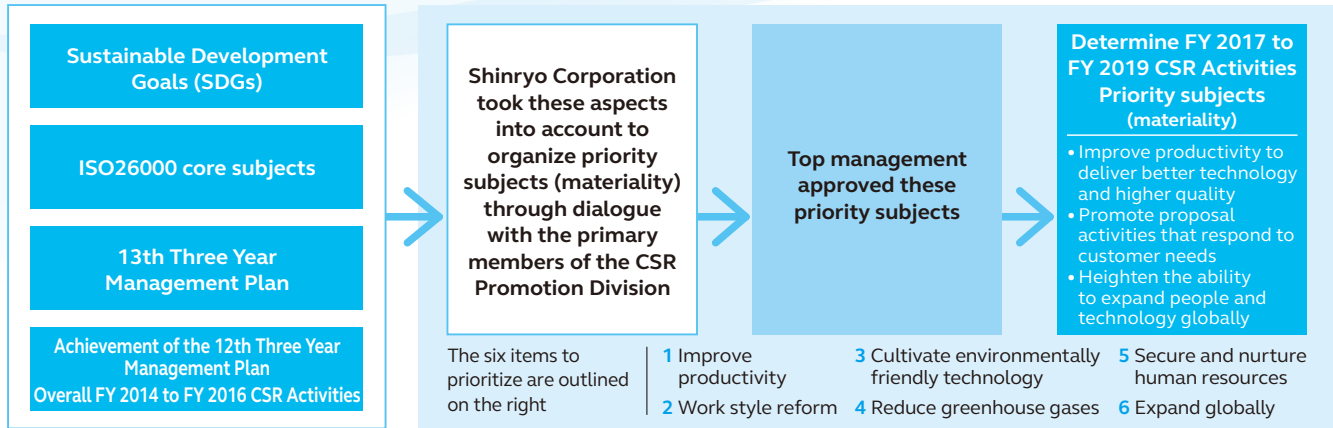 Sustainable Development
Goals (SDGs)
ISO26000 core subjects
13th Three Year
Management Plan
Achievement of the 12th Three Year
Management Plan
Overall FY 2014 to FY 2016 CSR Activities
Shinryo Corporation
took these aspects
into account to
organize priority
subjects (materiality)
through dialogue
with the primary
members of the CSR
Promotion Division
Top management
approved these
priority subjects
Determine FY 2017 to
FY 2019 CSR Activities
Priority subjects
(materiality)
• Improve productivity to
deliver better technology
and higher quality
• Promote proposal
activities that respond to
customer needs
• Heighten the ability
to expand people and
technology globally
The six items to
prioritize are outlined
on the right
1 Improve
productivity
2 Work style reform
3 Cultivate environmentally
friendly technology
4 Reduce greenhouse gases
5 Secure and nurture
human resources
6 Expand globally